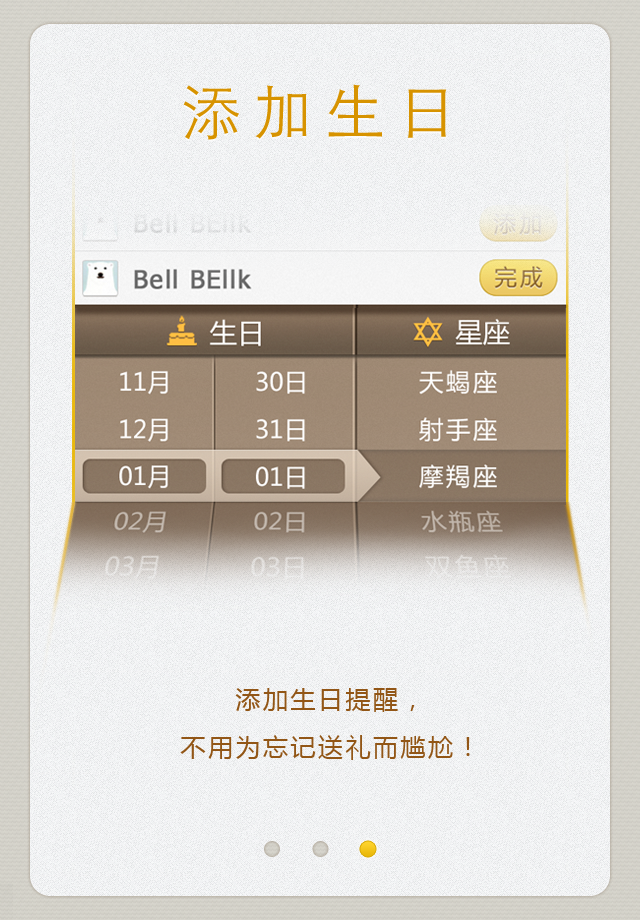 添加生日
Bell BEllk 添加
Bell BEllk 完成
生日 星座
11月 30日 天蝎座
12月 31日 射手座
01月 01日 摩羯座
02月 02日 水瓶座
03月 03日 双鱼座
添加生日提醒，
不用为忘记送礼而尴尬！